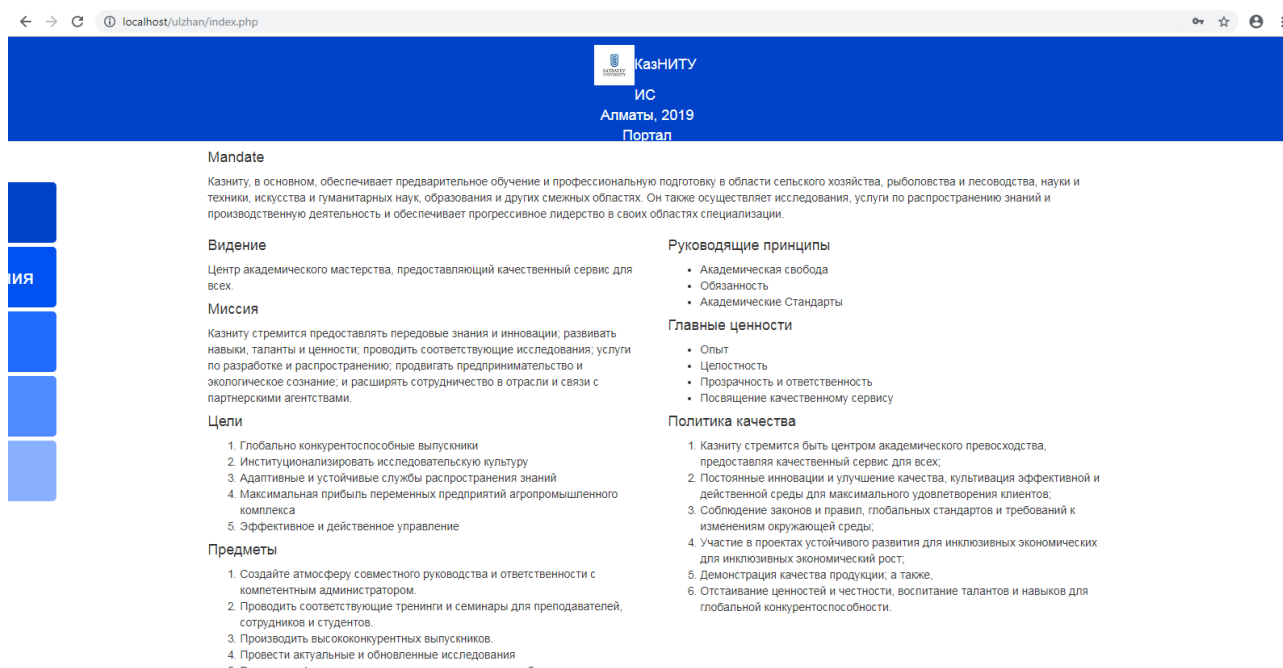 localhost/ulzhan/index.php
SATBAYEV
UNIVERSITY
КазНИТУ
ИС
Алматы, 2019
Портал
Mandate
Казниту, в основном, обеспечивает предварительное обучение и профессиональную подготовку в области сельского хозяйства, рыболовства и лесоводства, науки и
техники, искусства и гуманитарных наук, образования и других смежных областях. Он также осуществляет исследования, услуги по распространению знаний и
производственную деятельность и обеспечивает прогрессивное лидерство в своих областях специализации.
Видение
Центр академического мастерства, предоставляющий качественный сервис для
всех.
Миссия
Казниту стремится предоставлять передовые знания и инновации; развивать
навыки, таланты и ценности; проводить соответствующие исследования; услуги
по разработке и распространению; продвигать предпринимательство и
экологическое сознание; и расширять сотрудничество в отрасли и связи с
партнерскими агентствами.
Цели
1. Глобально конкурентоспособные выпускники
2. Институционализировать исследовательскую культуру
3. Адаптивные и устойчивые службы распространения знаний
4. Максимальная прибыль переменных предприятий агропромышленного
комплекса
5. Эффективное и действенное управление
Предметы
1. Создайте атмосферу совместного руководства и ответственности с
компетентным администратором.
2. Проводить соответствующие тренинги и семинары для преподавателей,
сотрудников и студентов.
3. Производить высококонкурентных выпускников.
4. Провести актуальные и обновленные исследования
Руководящие принципы
• Академическая свобода
• Обязанность
• Академические Стандарты
Главные ценности
• Опыт
• Целостность
• Прозрачность и ответственность
• Посвящение качественному сервису
Политика качества
1. Казниту стремится быть центром академического превосходства,
предоставляя качественный сервис для всех;
2. Постоянные инновации и улучшение качества, культивация эффективной и
действенной среды для максимального удовлетворения клиентов;
3. Соблюдение законов и правил, глобальных стандартов и требований к
изменениям окружающей среды;
4. Участие в проектах устойчивого развития для инклюзивных экономических
для инклюзивных экономический рост;
5. Демонстрация качества продукции; а также,
6. Отстаивание ценностей и честности, воспитание талантов и навыков для
глобальной конкурентоспособности.